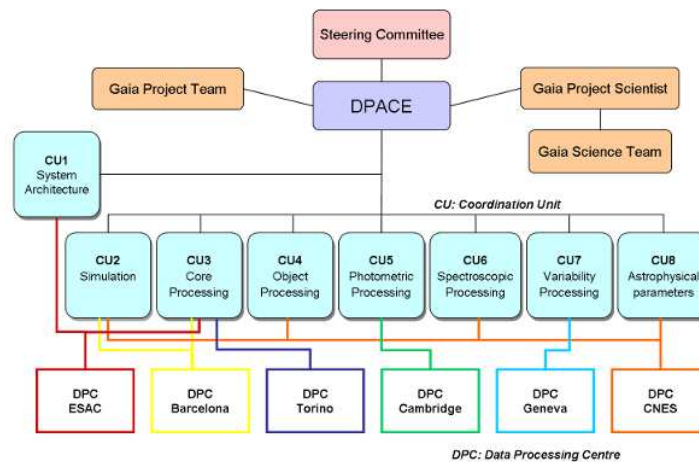 Steering Committee
Gaia Project Team
DPACE
Gaia Project Scientist
Gaia Science Team
CU1
System
Architecture
CU: Coordination Unit
CU2
Simulation
CU3
Core
Processing
CU4
Object
Processing
CU5
Photometric
Processing
CU6
Spectroscopic
Processing
CU7
Variability
Processing
CU8
Astrophysical
parameters
DPC
ESAC
DPC
Barcelona
DPC
Torino
DPC
Cambridge
DPC
Geneva
DPC
CNES
DPC: Data Processing Centre